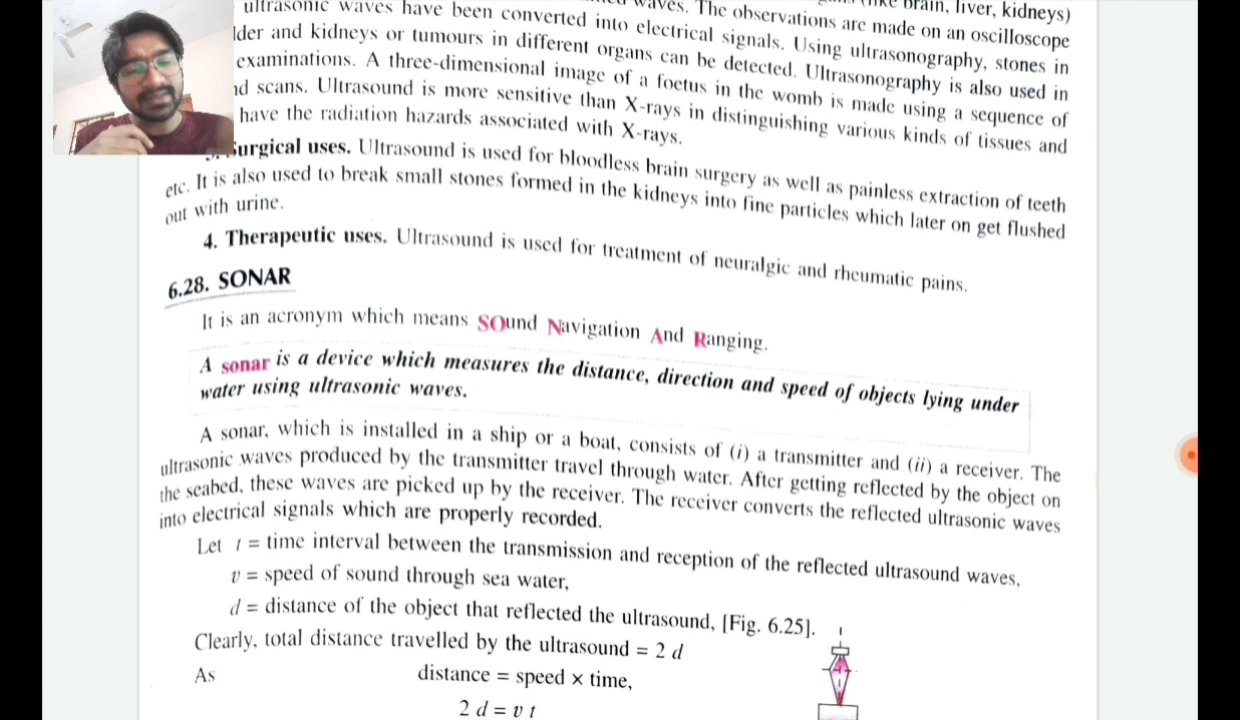 waves. The observations are made on an oscilloscope
brain, liver, kidneys)
ultrasonic waves have been converted into electrical signals. Using ultrasonography, stones in
lder and kidneys or tumours in different organs can be detected. Ultrasonography is also used in
examinations. A three-dimensional image of a foetus in the womb is made using a sequence of
nd scans. Ultrasound is more sensitive than X-rays in distinguishing various kinds of tissues and
have the radiation hazards associated with X-rays.
Surgical uses. Ultrasound is used for bloodless brain surgery as well as painless extraction of teeth
etc. It is also used to break small stones formed in the kidneys into fine particles which later on get flushed
out with urine.
4. Therapeutic uses. Ultrasound is used for treatment of neuralgic and rheumatic pains.
6.28. SONAR
It is an acronym which means SOund Navigation And Ranging.
A sonar is a device which measures the distance, direction and speed of objects lying under
water using ultrasonic waves.
A sonar, which is installed in a ship or a boat, consists of (i) a transmitter and (ii) a receiver. The
ultrasonic waves produced by the transmitter travel through water. After getting reflected by the object on
the seabed, these waves are picked up by the receiver. The receiver converts the reflected ultrasonic waves
into electrical signals which are properly recorded.
Let t = time interval between the transmission and reception of the reflected ultrasound waves,
v = speed of sound through sea water,
d = distance of the object that reflected the ultrasound, [Fig. 6.25].
Clearly, total distance travelled by the ultrasound = 2 d
As distance = speed × time,
2 d = v t